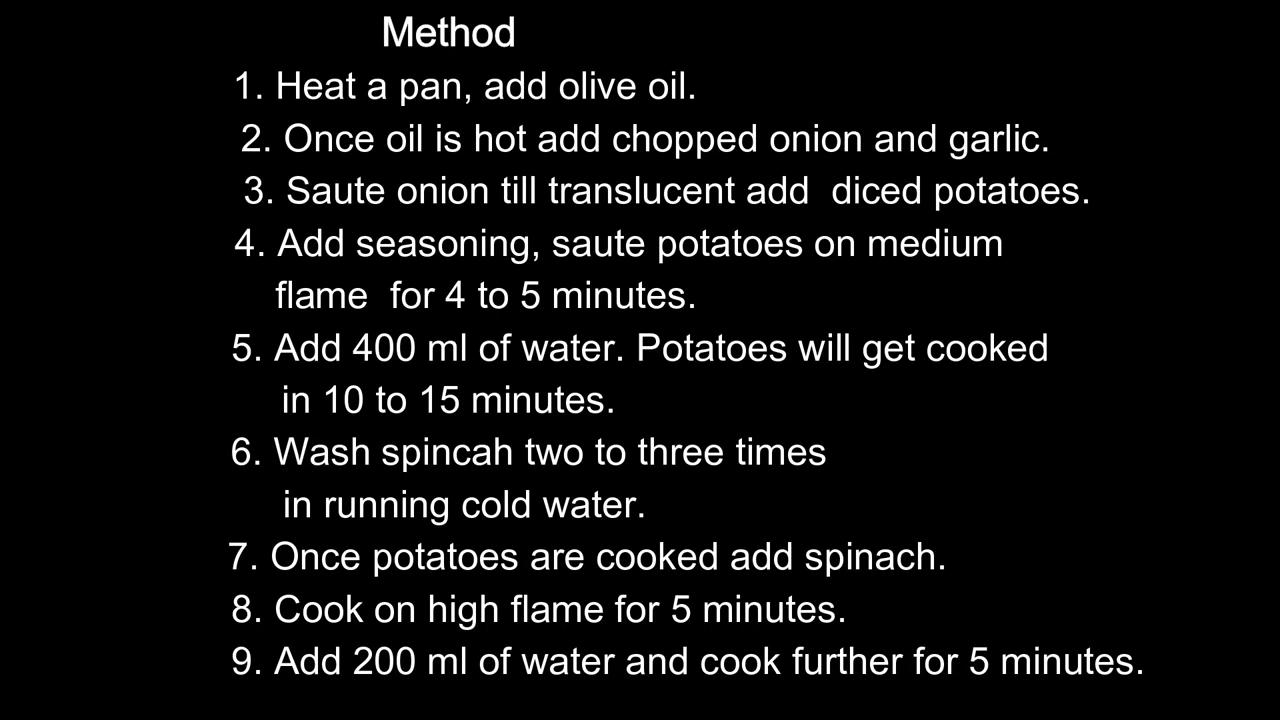 Method
1. Heat a pan, add olive oil.
2. Once oil is hot add chopped onion and garlic.
3. Saute onion till translucent add  diced potatoes.
4. Add seasoning, saute potatoes on medium
flame  for 4 to 5 minutes.
5. Add 400 ml of water. Potatoes will get cooked
in 10 to 15 minutes.
6. Wash spincah two to three times
in running cold water.
7. Once potatoes are cooked add spinach.
8. Cook on high flame for 5 minutes.
9. Add 200 ml of water and cook further for 5 minutes.